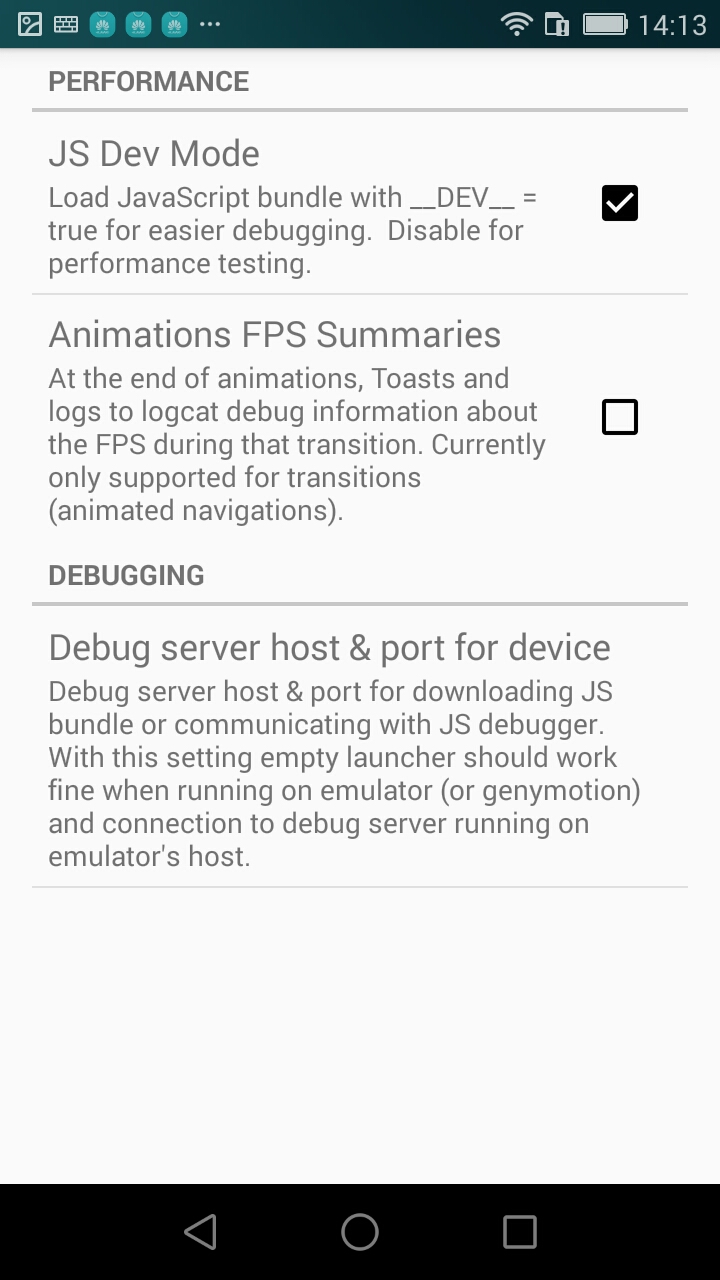 14:13
PERFORMANCE
JS Dev Mode
Load JavaScript bundle with __DEV__ =
true for easier debugging.  Disable for
performance testing.
Animations FPS Summaries
At the end of animations, Toasts and
logs to logcat debug information about
the FPS during that transition. Currently
only supported for transitions
(animated navigations).
DEBUGGING
Debug server host & port for device
Debug server host & port for downloading JS
bundle or communicating with JS debugger.
With this setting empty launcher should work
fine when running on emulator (or genymotion)
and connection to debug server running on
emulator's host.